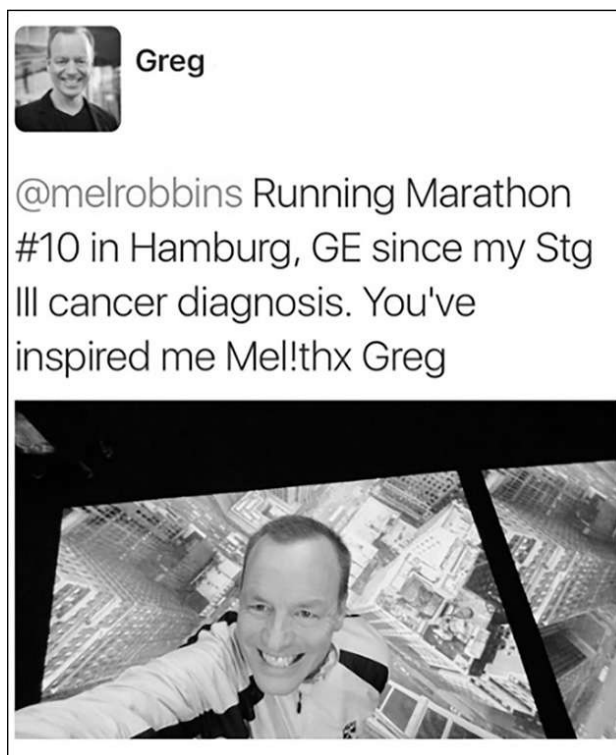 Greg
@melrobbins Running Marathon
#10 in Hamburg, GE since my Stg
III cancer diagnosis. You've
inspired me Mel!thx Greg